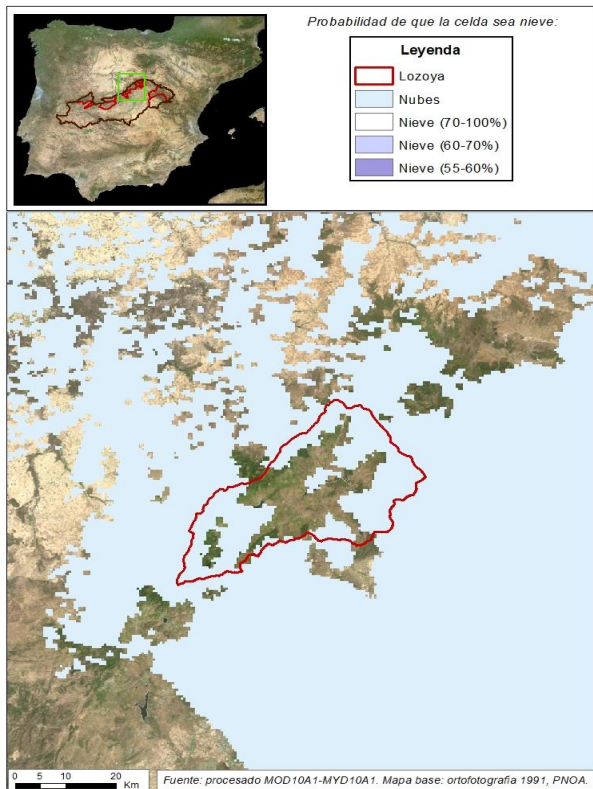 Probabilidad de que la celda sea nieve:
Leyenda
Lozoya
Nubes
Nieve (70-100%)
Nieve (60-70%)
Nieve (55-60%)
0 5 10 20
Km
Fuente: procesado MOD10A1-MYD10A1. Mapa base: ortofotografia 1991, PNOA.